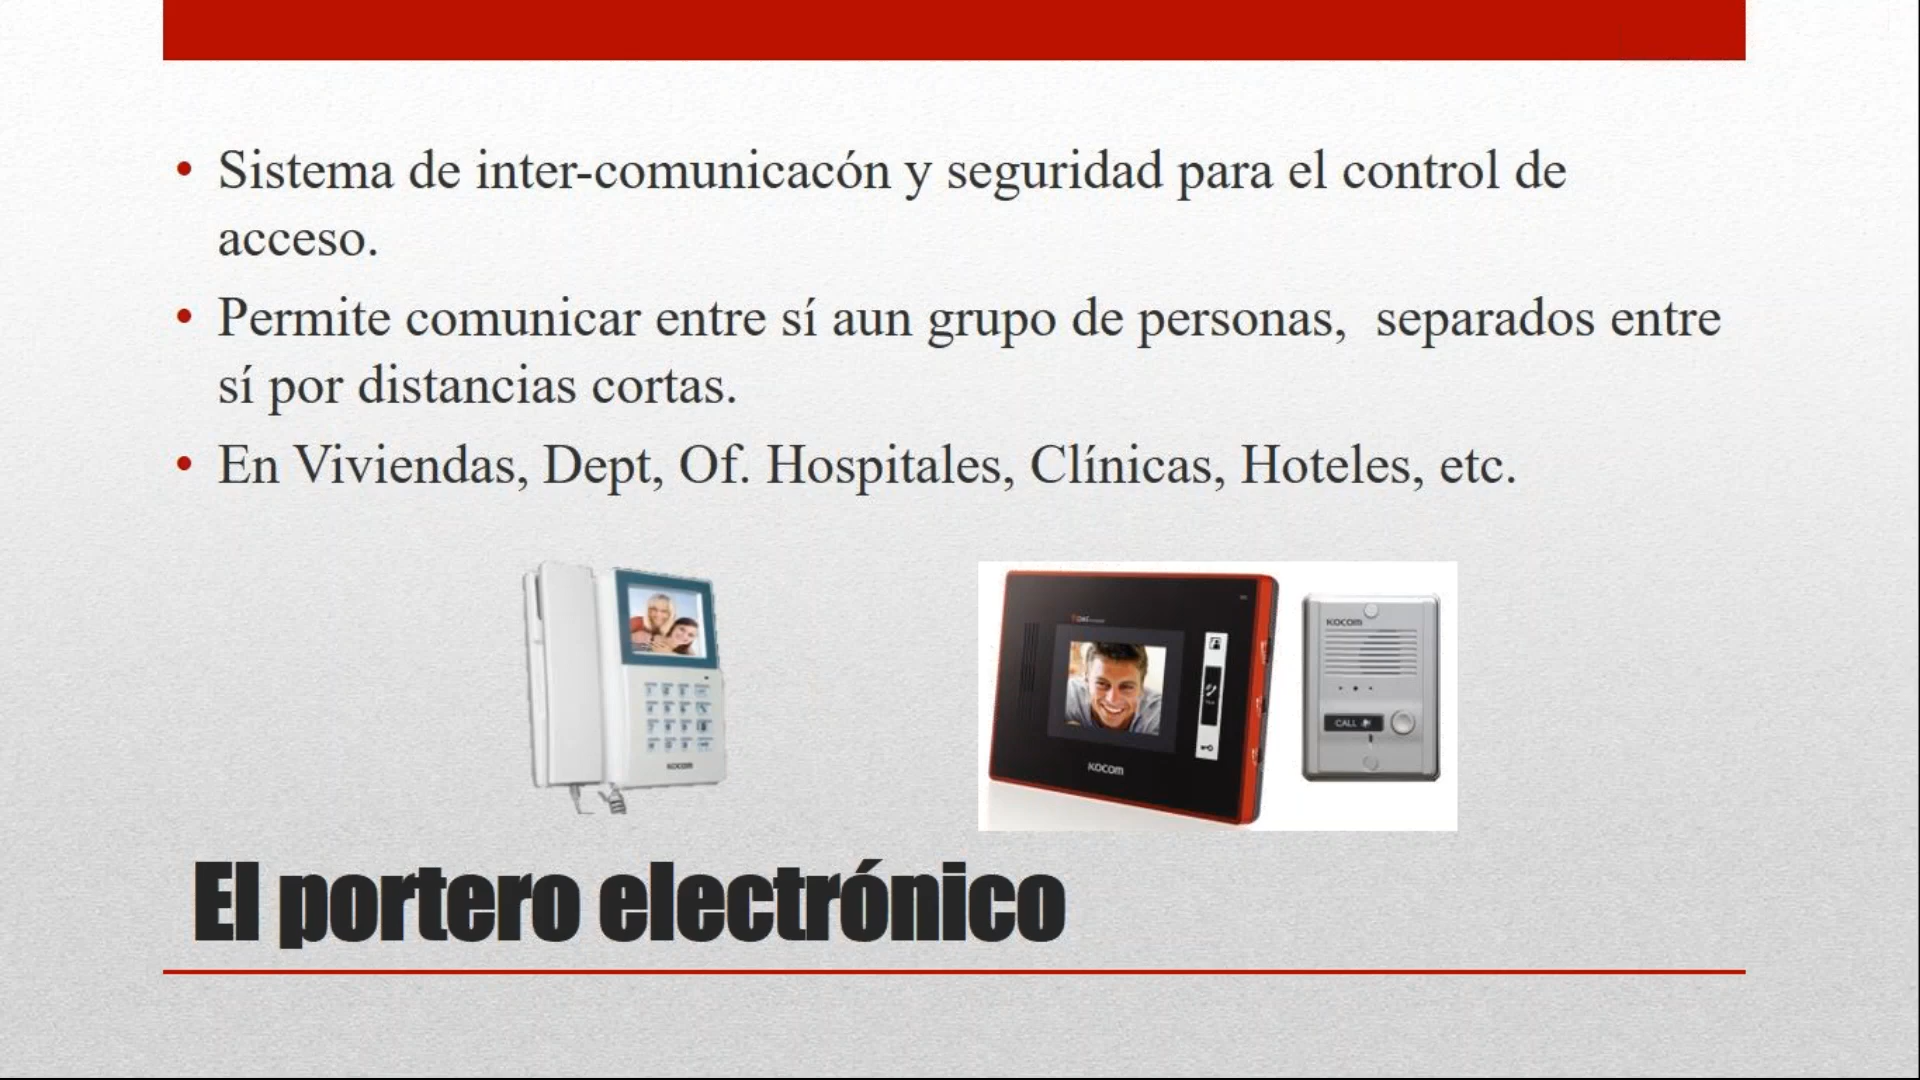 • Sistema de inter-comunicacón y seguridad para el control de
acceso.
• Permite comunicar entre sí aun grupo de personas,  separados entre
sí por distancias cortas.
• En Viviendas, Dept, Of. Hospitales, Clínicas, Hoteles, etc.
KOCOM
KOCOM
KOCOM
CALL
El portero electrónico